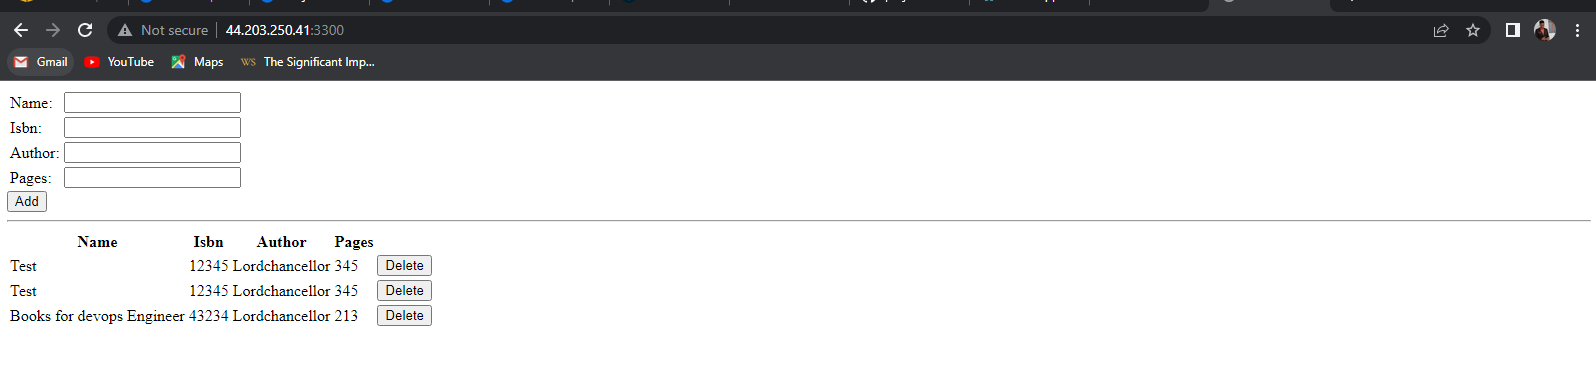 Not secure 44.203.250.41:3300
Gmail YouTube Maps WS The Significant Imp...
Name:
Isbn:
Author:
Pages:
Add
Name Isbn Author Pages
Test 12345 Lordchancellor 345 Delete
Test 12345 Lordchancellor 345 Delete
Books for devops Engineer 43234 Lordchancellor 213 Delete